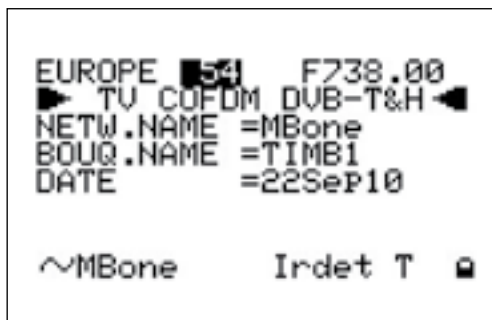 EUROPE 54 F738.00
TV COFDM DVB-T&H
NETW.NAME =MBone
BOUQ.NAME =TIMB1
DATE =22SeP10
~MBone Irdet T